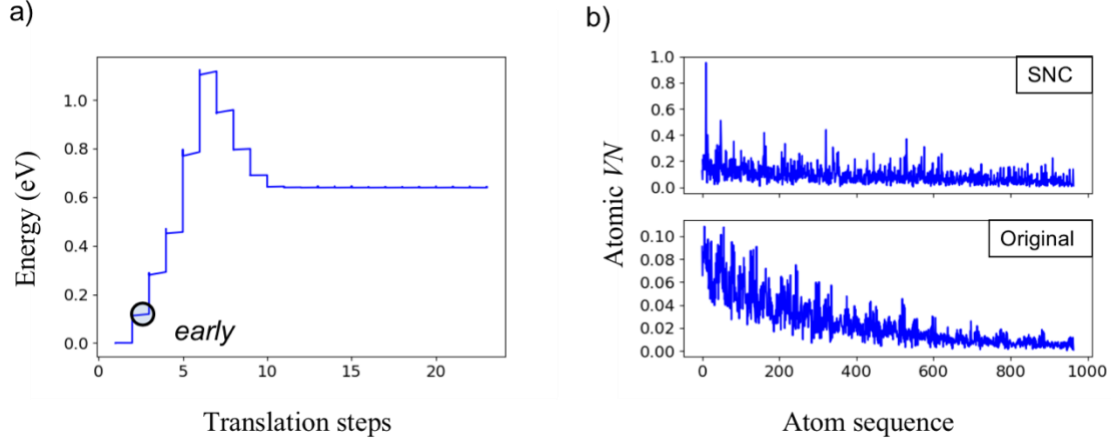 a)
Energy (eV)
1.0
0.8
0.6
0.4
0.2
0.0
early
0 5 10 15 20
Translation steps
b)
Atomic VN
SNC
1.0
0.8
0.6
0.4
0.2
0.0
Original
0.10
0.08
0.06
0.04
0.02
0.00
0 200 400 600 800 1000
Atom sequence